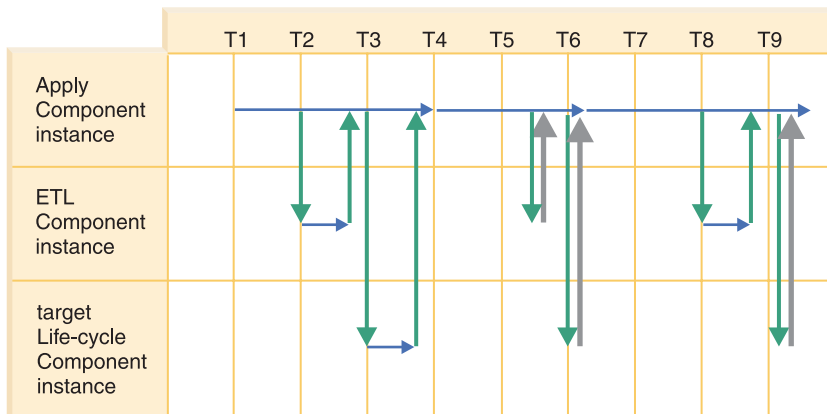 T1 T2 T3 T4 T5 T6 T7 T8 T9
Apply
Component
instance
ETL
Component
instance
target
Life-cycle
Component
instance